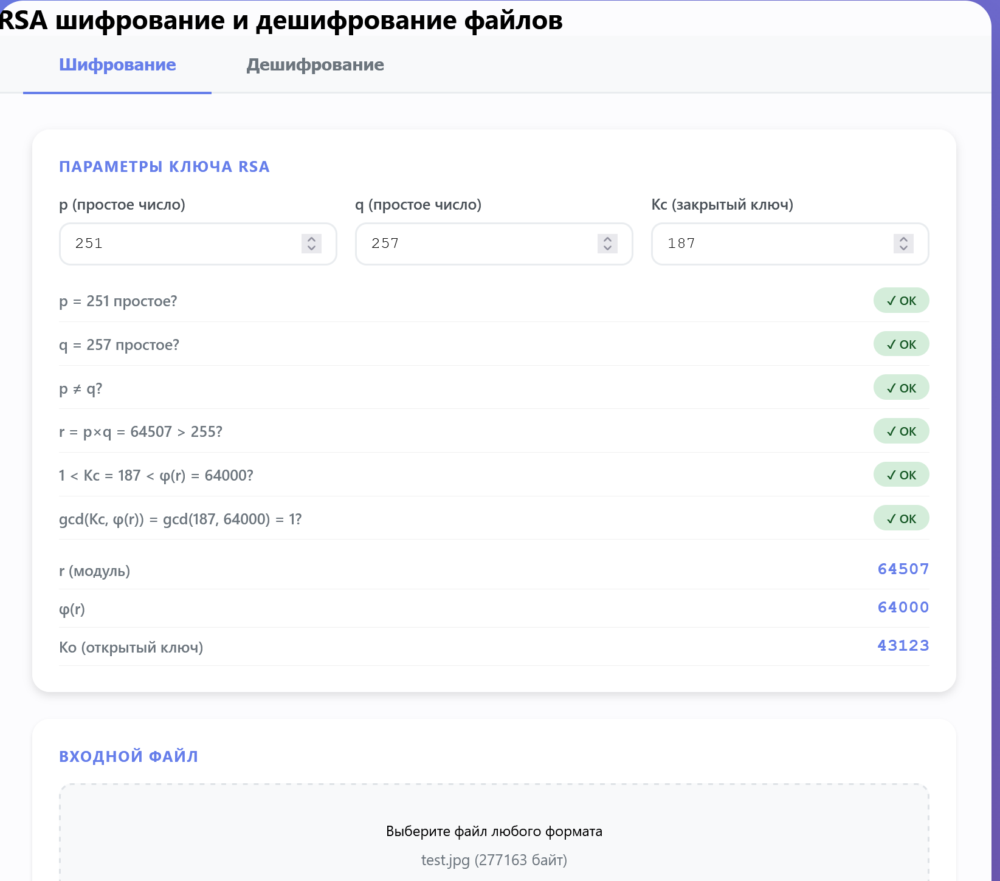 RSA шифрование и дешифрование файлов
Шифрование Дешифрование
ПАРАМЕТРЫ КЛЮЧА RSA
p (простое число) q (простое число) Kc (закрытый ключ)
251 257 187
p = 251 простое? ✓ OK
q = 257 простое? ✓ OK
p ≠ q? ✓ OK
r = p×q = 64507 > 255? ✓ OK
1 < Kc = 187 < φ(r) = 64000? ✓ OK
gcd(Kc, φ(r)) = gcd(187, 64000) = 1? ✓ OK
r (модуль) 64507
φ(r) 64000
Ko (открытый ключ) 43123
ВХОДНОЙ ФАЙЛ
Выберите файл любого формата
test.jpg (277163 байт)